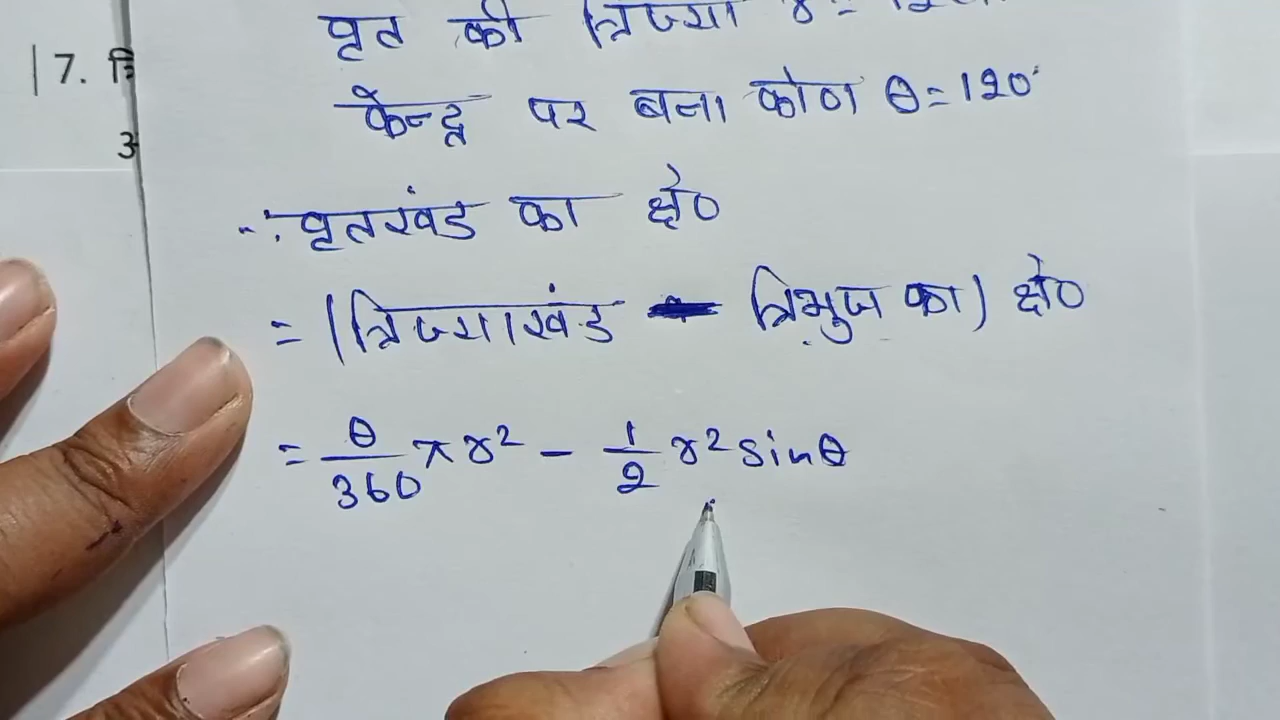 वृत की त्रिज्या r =
7.
केन्द्र पर बना कोण θ = 120°
∴ वृतखंड का क्षे०
= (त्रिज्याखंड - त्रिभुज का) क्षे०
= θ/360 πr² - 1/2 r² sinθ